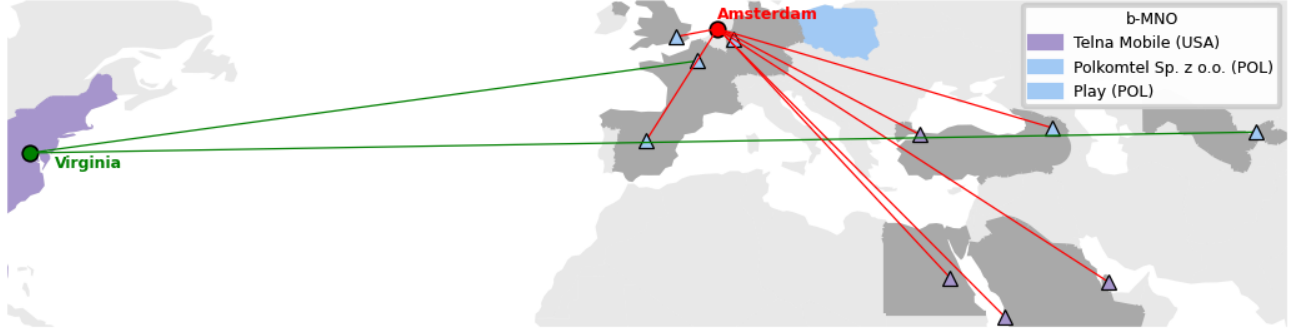 Amsterdam
b-MNO
Telna Mobile (USA)
Polkomtel Sp. z o.o. (POL)
Play (POL)
Virginia